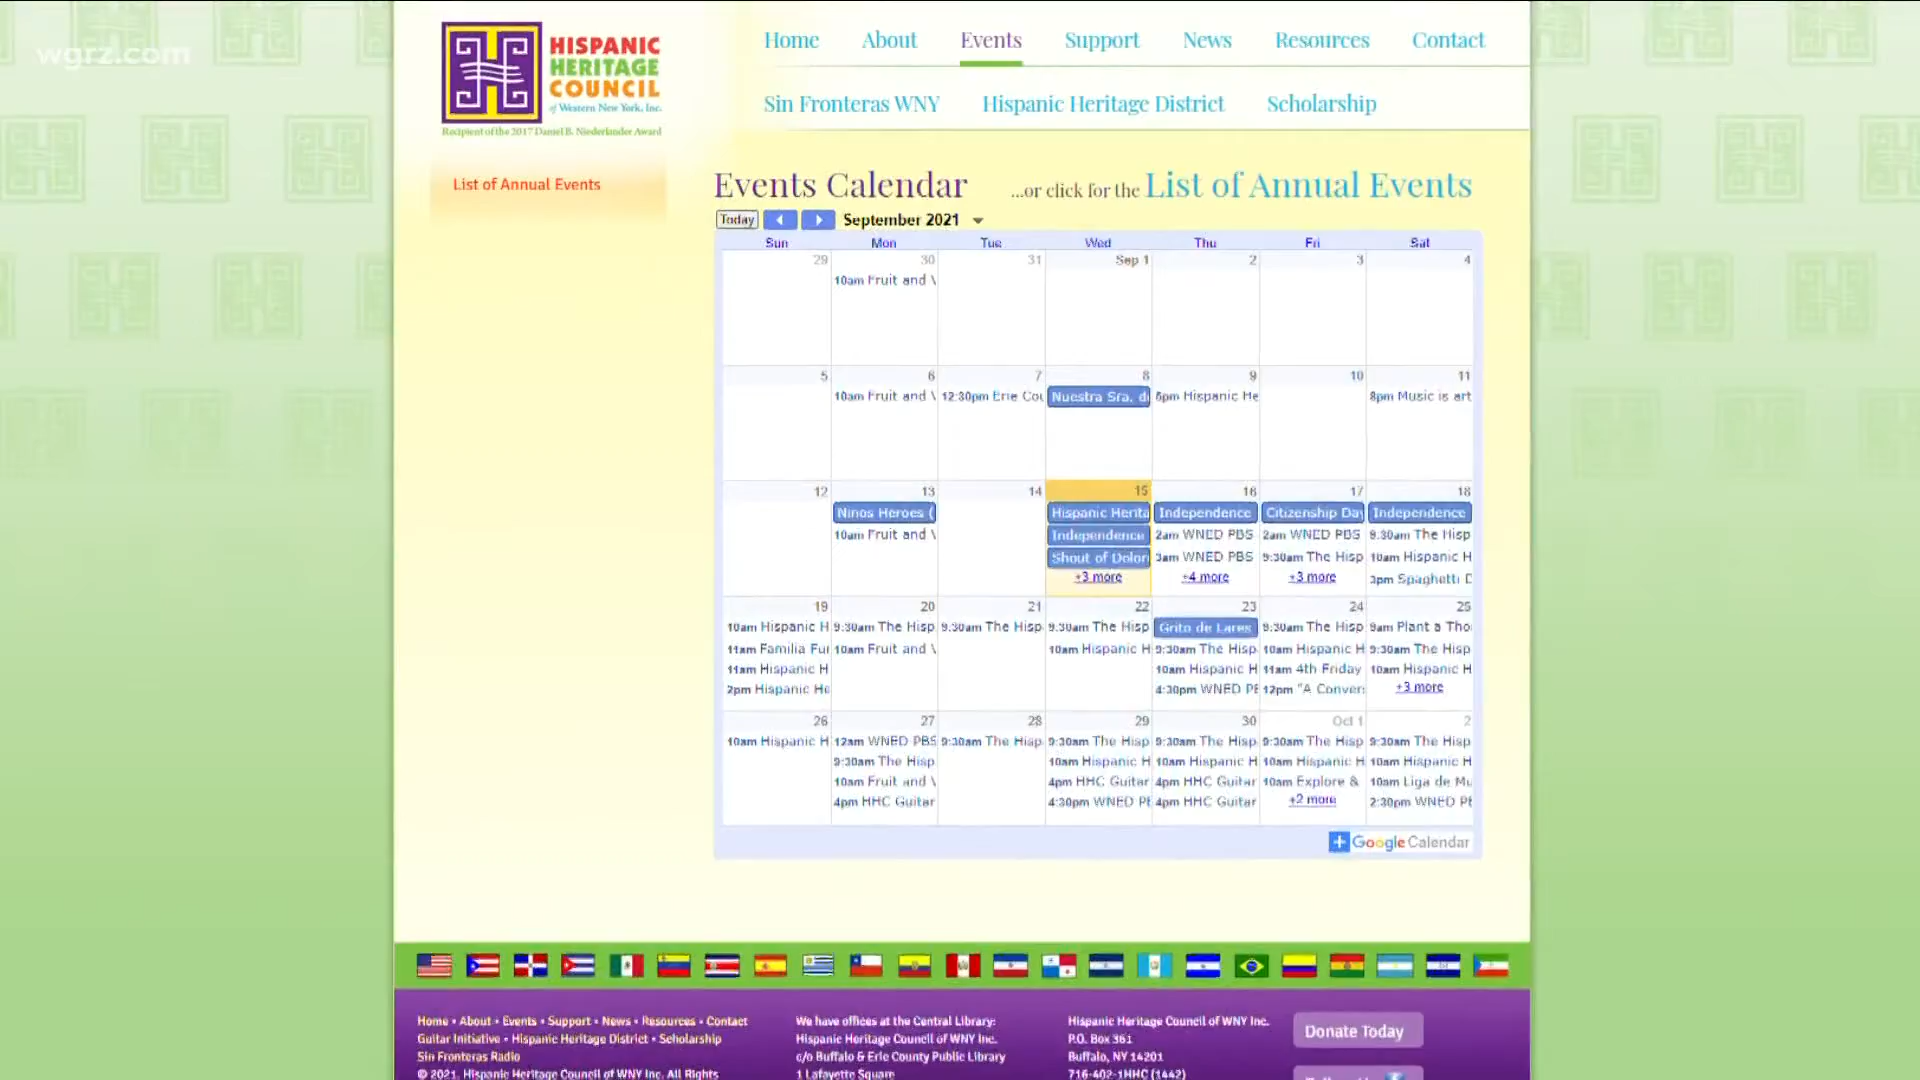 wgrz.com
HISPANIC
HERITAGE
COUNCIL
of Western New York, Inc.
Recipient of the 2017 Daniel B. Niederlander Award
Home About Events Support News Resources Contact
Sin Fronteras WNY Hispanic Heritage District Scholarship
List of Annual Events
Events Calendar ...or click for the List of Annual Events
Today September 2021
Sun Mon Tue Wed Thu Fri Sat
29 30 31 Sep 1 2 3 4
10am Fruit and V
5 6 7 8 9 10 11
10am Fruit and V 12:30pm Erie Cou Nuestra Sra. d 6pm Hispanic He 8pm Music is art
12 13 14 15 16 17 18
Ninos Heroes ( Hispanic Herita Independence Citizenship Day Independence
10am Fruit and V Independence 2am WNED PBS 2am WNED PBS 9:30am The Hisp
Shout of Dolor 3am WNED PBS 9:30am The Hisp 10am Hispanic H
+3 more +4 more +3 more 3pm Spaghetti D
19 20 21 22 23 24 25
10am Hispanic H 9:30am The Hisp 9:30am The Hisp 9:30am The Hisp Grito de Lares 9:30am The Hisp 9am Plant a Tho
11am Familia Fur 10am Fruit and V 10am Hispanic H 9:30am The Hisp 10am Hispanic H 9:30am The Hisp
11am Hispanic H 10am Hispanic H 11am 4th Friday 10am Hispanic H
2pm Hispanic He 4:30pm WNED PE 12pm "A Conver +3 more
26 27 28 29 30 Oct 1 2
10am Hispanic H 12am WNED PBS 9:30am The Hisp 9:30am The Hisp 9:30am The Hisp 9:30am The Hisp 9:30am The Hisp
9:30am The Hisp 10am Hispanic H 10am Hispanic H 10am Hispanic H 10am Hispanic H
10am Fruit and V 4pm HHC Guitar 4pm HHC Guitar 10am Explore & 10am Liga de Mu
4pm HHC Guitar 4:30pm WNED PE 4pm HHC Guitar +2 more 2:30pm WNED PE
Google Calendar
Home • About • Events • Support • News • Resources • Contact
Guitar Initiative • Hispanic Heritage District • Scholarship
Sin Fronteras Radio
© 2021. Hispanic Heritage Council of WNY Inc. All Rights
We have offices at the Central Library:
Hispanic Heritage Council of WNY Inc.
c/o Buffalo & Erie County Public Library
1 Lafayette Square
Hispanic Heritage Council of WNY Inc.
P.O. Box 361
Buffalo, NY 14201
716-402-1HHC (1442)
Donate Today